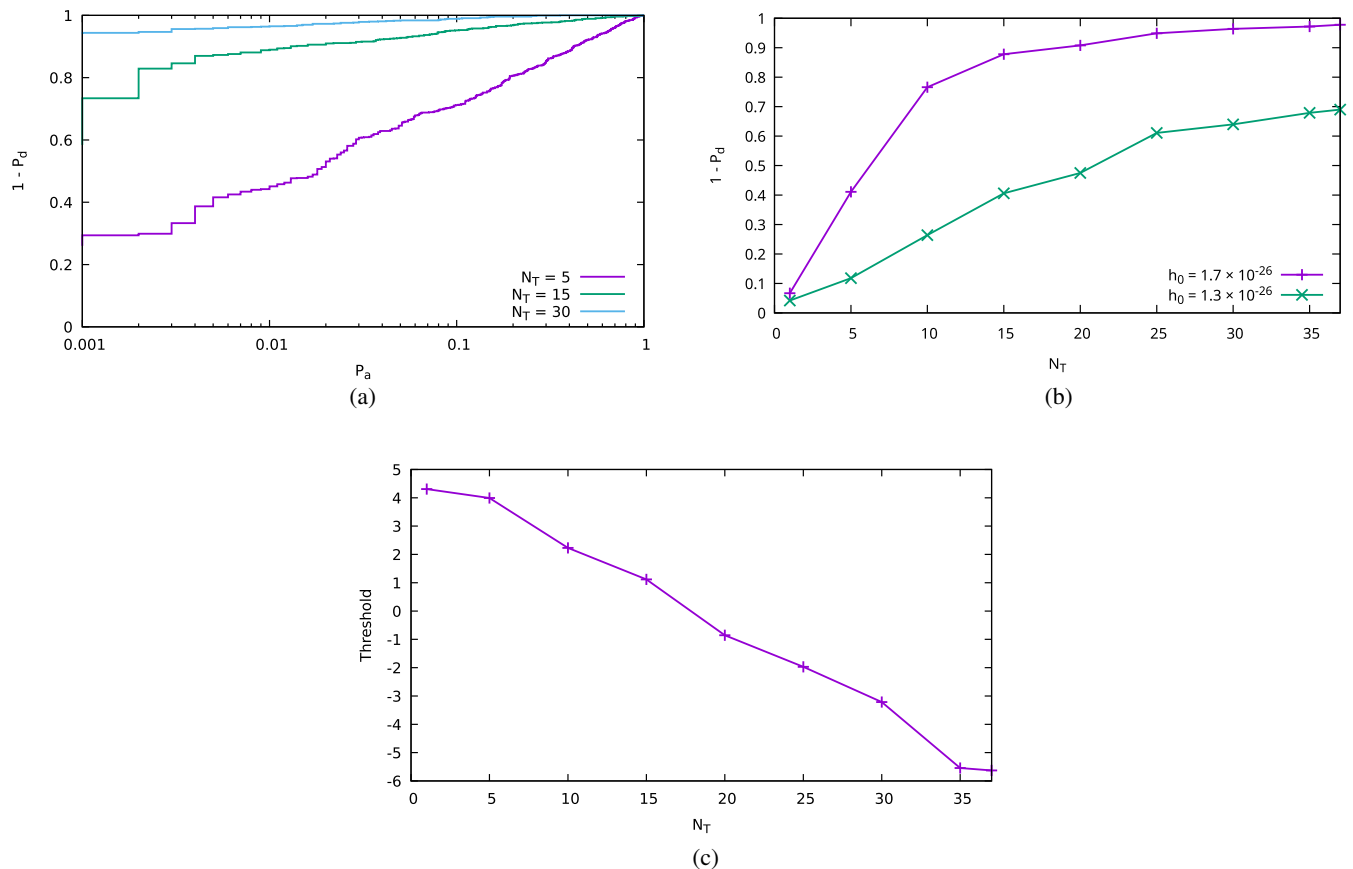 1
0.8
0.6
0.4
0.2
0
1 - P_d
N_T = 5
N_T = 15
N_T = 30
0.001 0.01 0.1 1
P_a
(a)
1
0.9
0.8
0.7
0.6
0.5
0.4
0.3
0.2
0.1
0
1 - P_d
h_0 = 1.7 × 10^-26
h_0 = 1.3 × 10^-26
0 5 10 15 20 25 30 35
N_T
(b)
5
4
3
2
1
0
-1
-2
-3
-4
-5
-6
Threshold
0 5 10 15 20 25 30 35
N_T
(c)